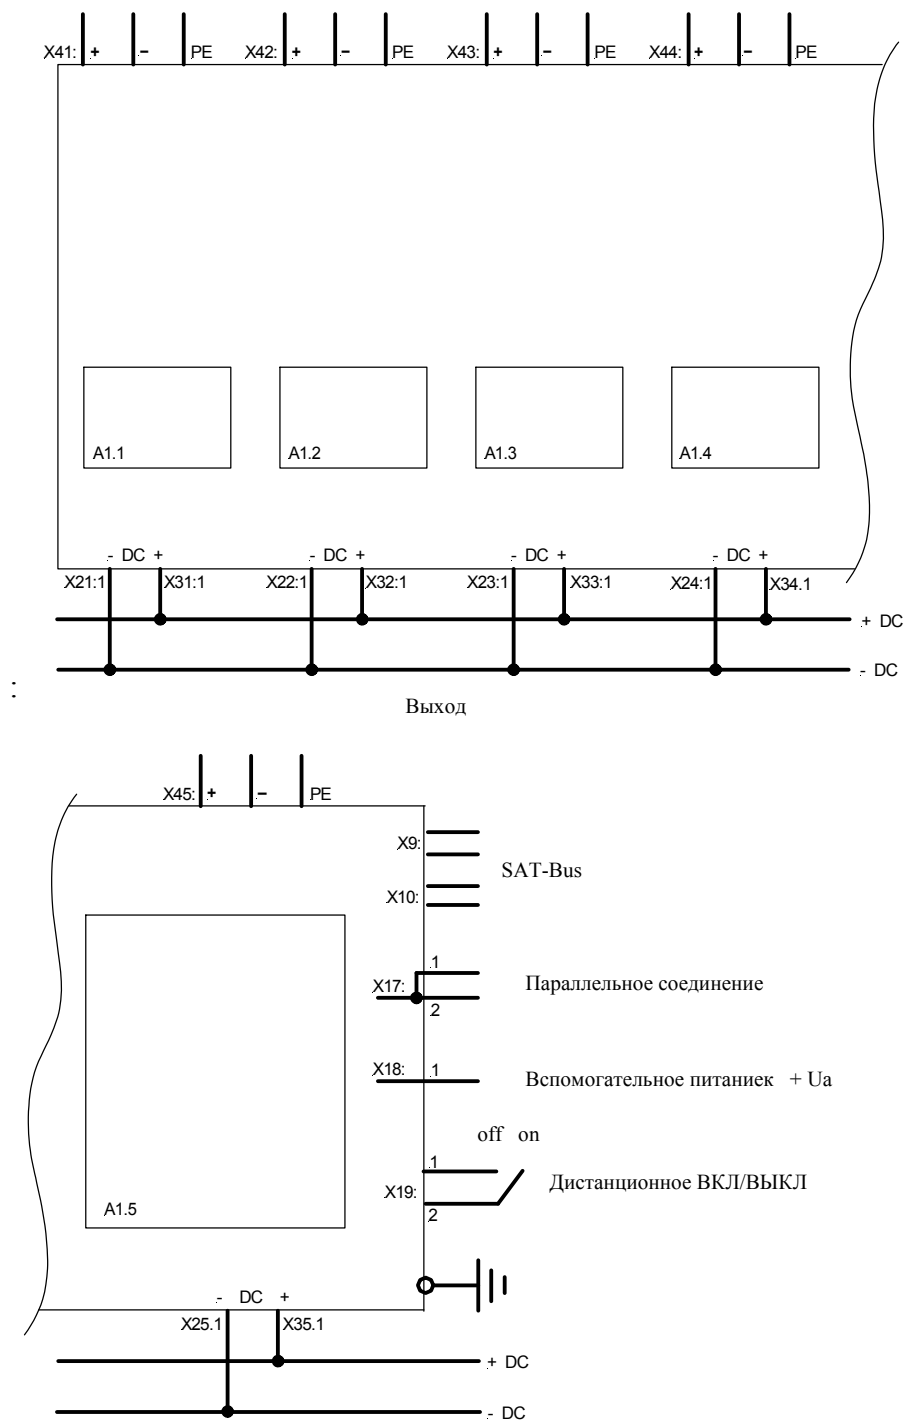 X41: + – PE X42: + – PE X43: + – PE X44: + – PE
A1.1 A1.2 A1.3 A1.4
- DC + - DC + - DC + - DC +
X21:1 X31:1 X22:1 X32:1 X23:1 X33:1 X24:1 X34.1
+ DC
- DC
:
Выход
X45: + – PE
X9:
SAT-Bus
X10:
1
X17: Параллельное соединение
2
X18: 1
Вспомогательное питаниек + Ua
off on
1
X19: Дистанционное ВКЛ/ВЫКЛ
2
A1.5
- DC +
X25.1 X35.1
+ DC
- DC